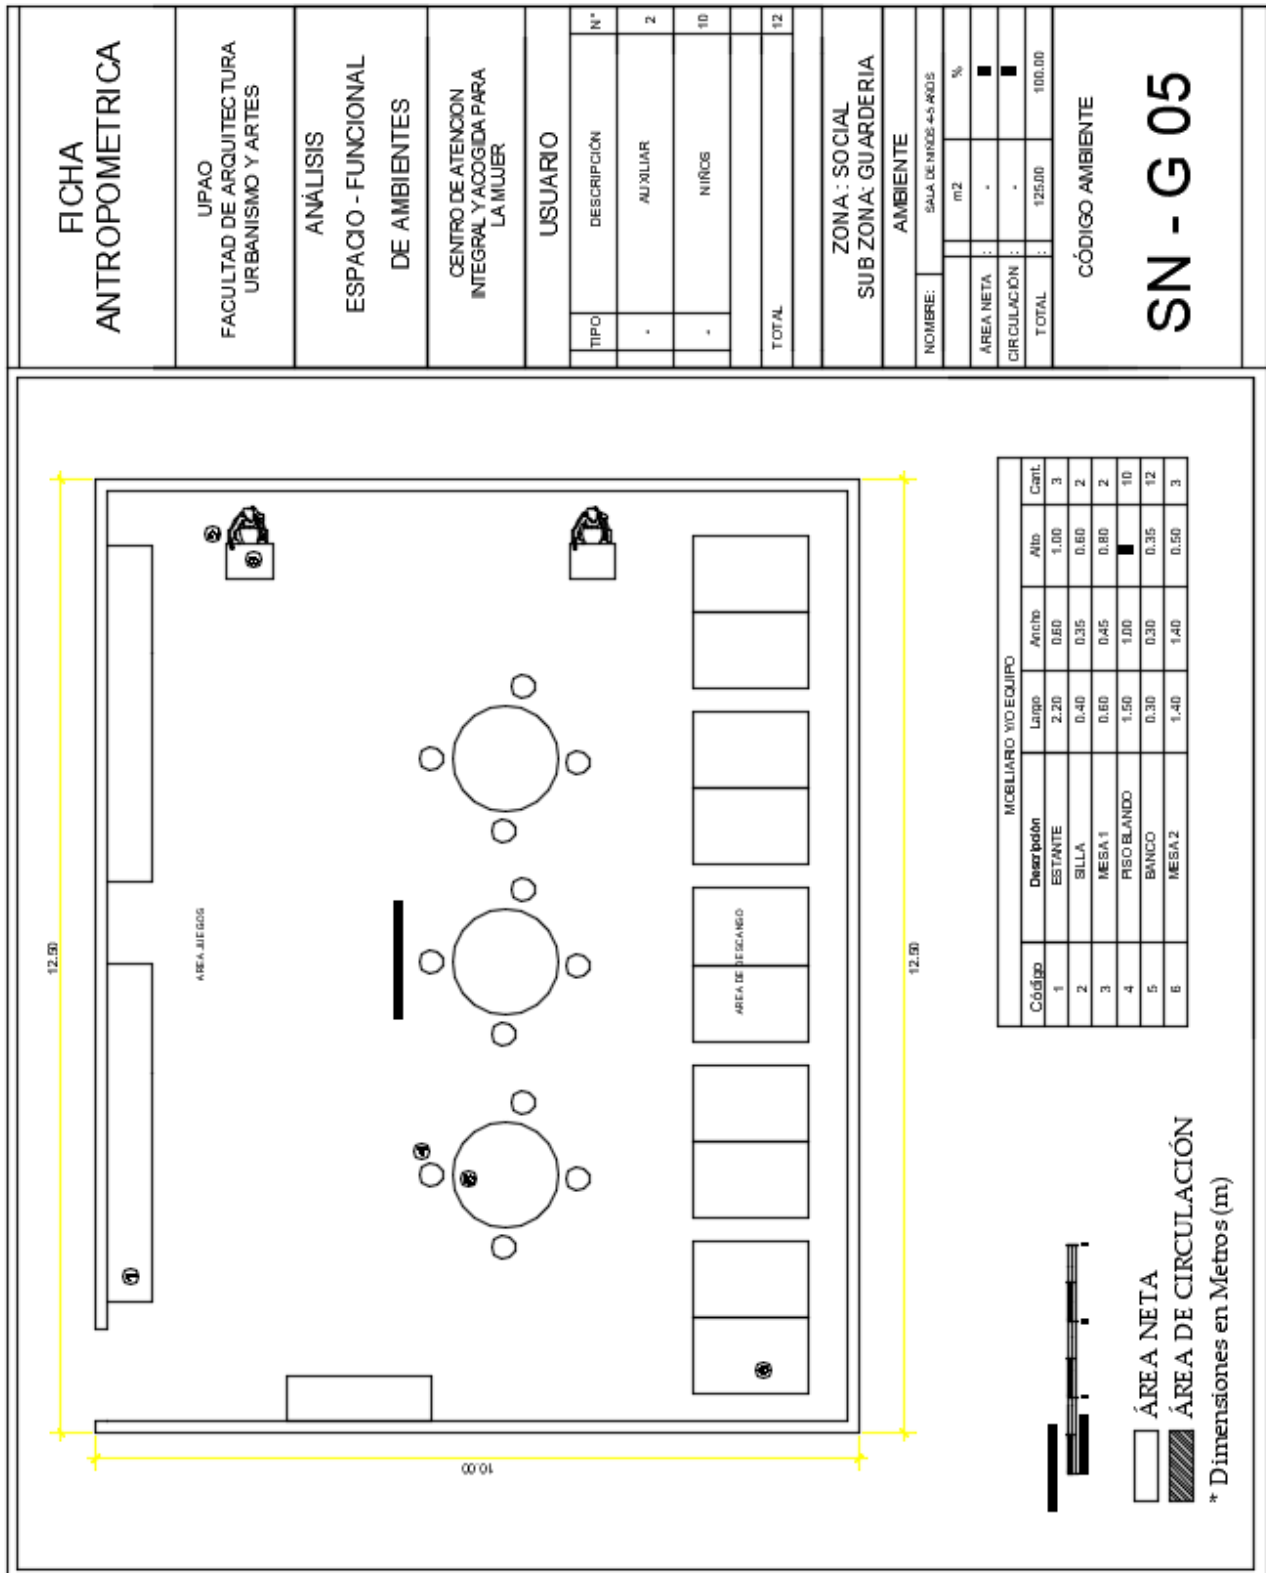 FICHA
ANTROPOMETRICA
UPAO
FACULTAD DE ARQUITECTURA
URBANISMO Y ARTES
ANÁLISIS
ESPACIO - FUNCIONAL
DE AMBIENTES
CENTRO DE ATENCION
INTEGRAL Y ACOGIDA PARA
LA MUJER
USUARIO
TIPO DESCRIPCIÓN N°
- AUXILIAR 2
- NIÑOS 10
TOTAL 12
ZONA : SOCIAL
SUB ZONA: GUARDERIA
AMBIENTE
NOMBRE: SALA DE NIÑOS 4-5 AÑOS
m2 %
ÁREA NETA : -
CIRCULACIÓN : -
TOTAL : 125.00 100.00
CÓDIGO AMBIENTE
SN - G 05
12.50
AREA JUEGOS
AREA DE DESCANSO
12.50
10.00
1
2
MOBILIARIO Y/O EQUIPO
Código Descripción Largo Ancho Alto Cant.
1 ESTANTE 2.20 0.60 1.00 3
2 SILLA 0.40 0.35 0.60 2
3 MESA 1 0.60 0.45 0.80 2
4 PISO BLANDO 1.50 1.00 10
5 BANCO 0.30 0.30 0.35 12
6 MESA 2 1.40 1.40 0.50 3
ÁREA NETA
ÁREA DE CIRCULACIÓN
* Dimensiones en Metros (m)